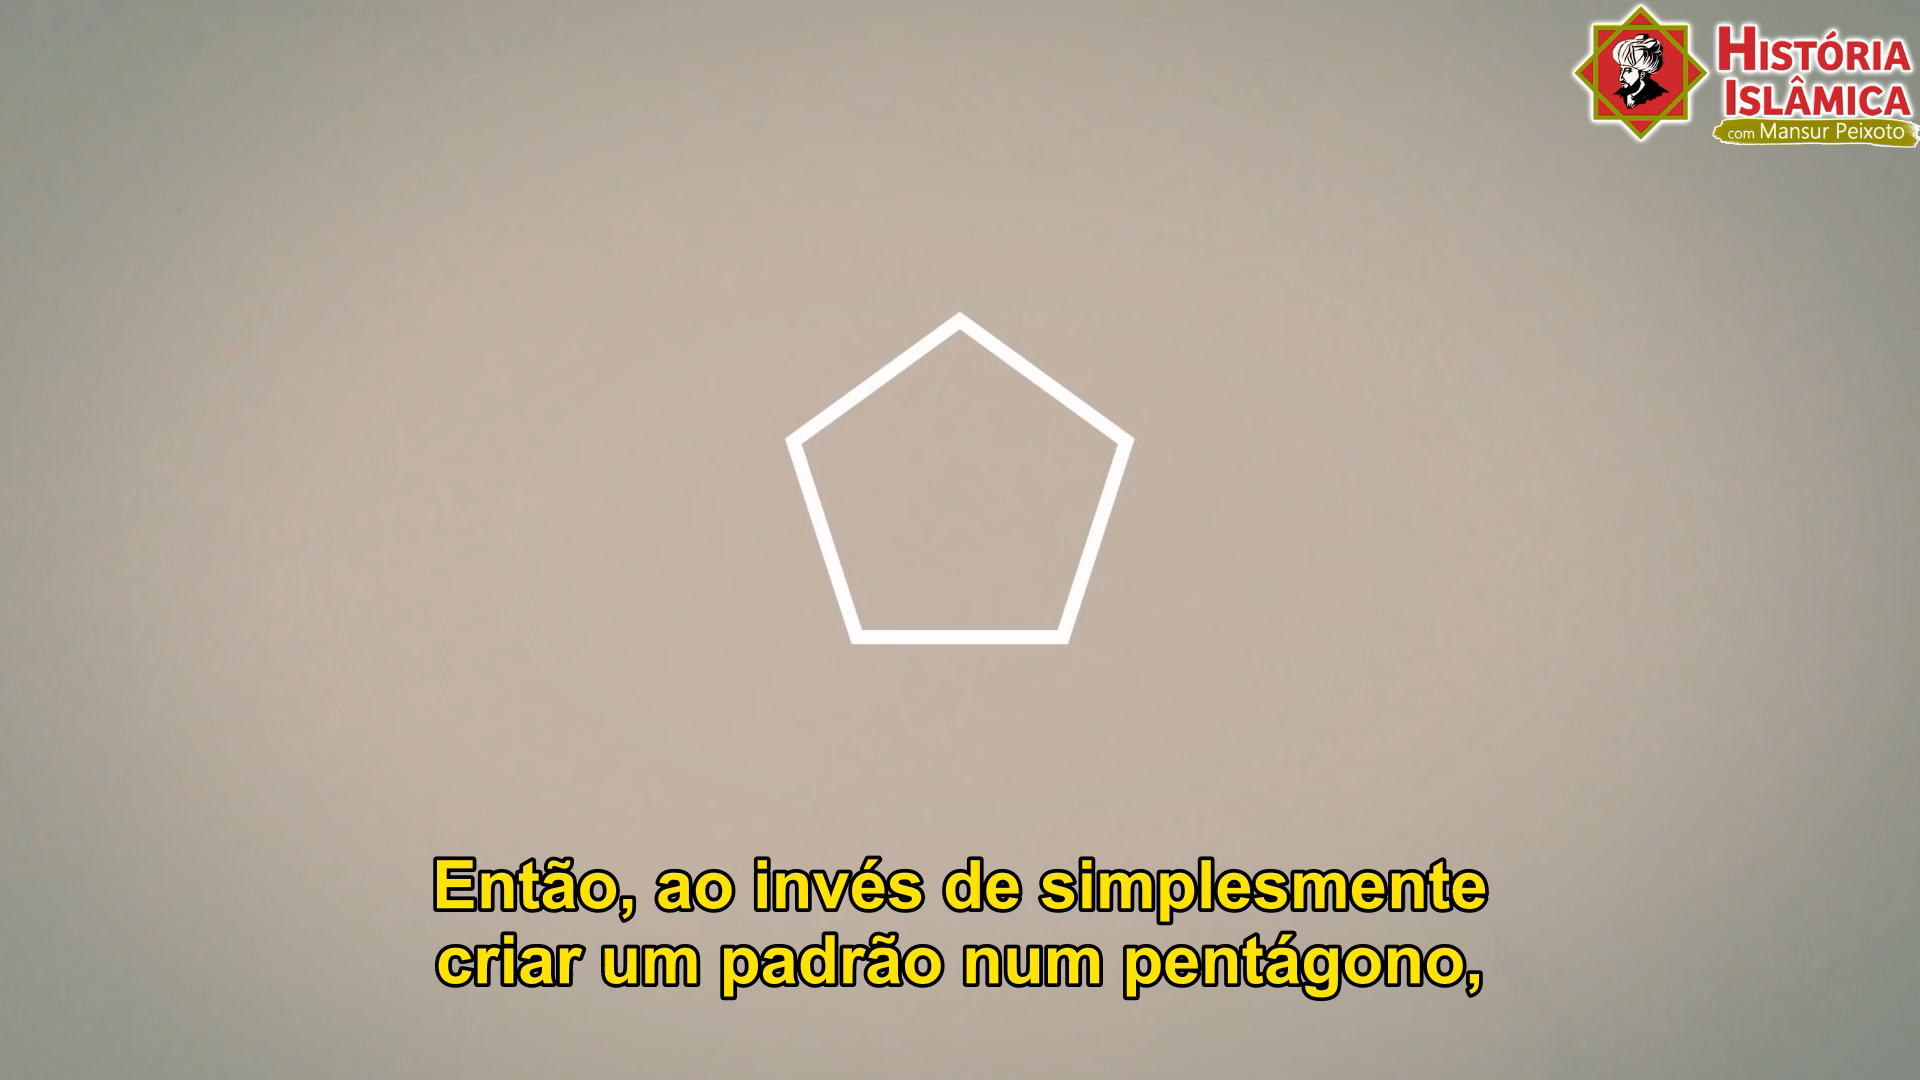 HISTÓRIA
ISLÂMICA
com Mansur Peixoto
Então, ao invés de simplesmente
criar um padrão num pentágono,